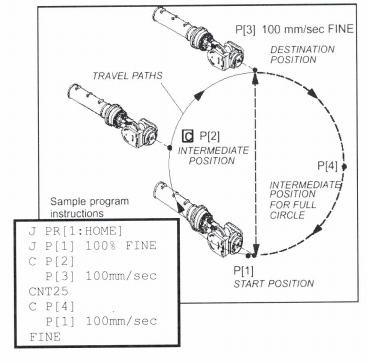 P[3] 100 mm/sec FINE
DESTINATION
POSITION
TRAVEL PATHS
C P[2]
INTERMEDIATE
POSITION
P[4]
INTERMEDIATE
POSITION
FOR FULL
CIRCLE
P[1]
START POSITION
Sample program
instructions
J PR[1:HOME]
J P[1] 100% FINE
C P[2]
P[3] 100mm/sec
CNT25
C P[4]
P[1] 100mm/sec
FINE